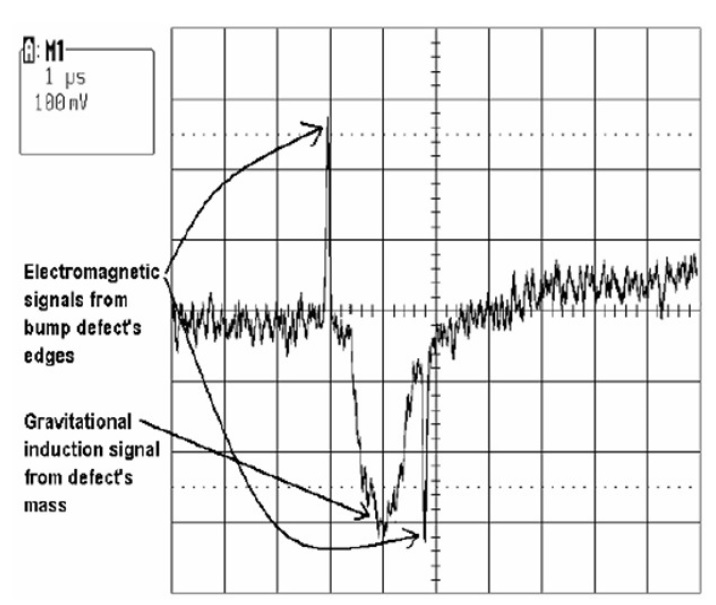 A: M1
1 µs
100 mV
Electromagnetic
signals from
bump defect's
edges
Gravitational
induction signal
from defect's
mass